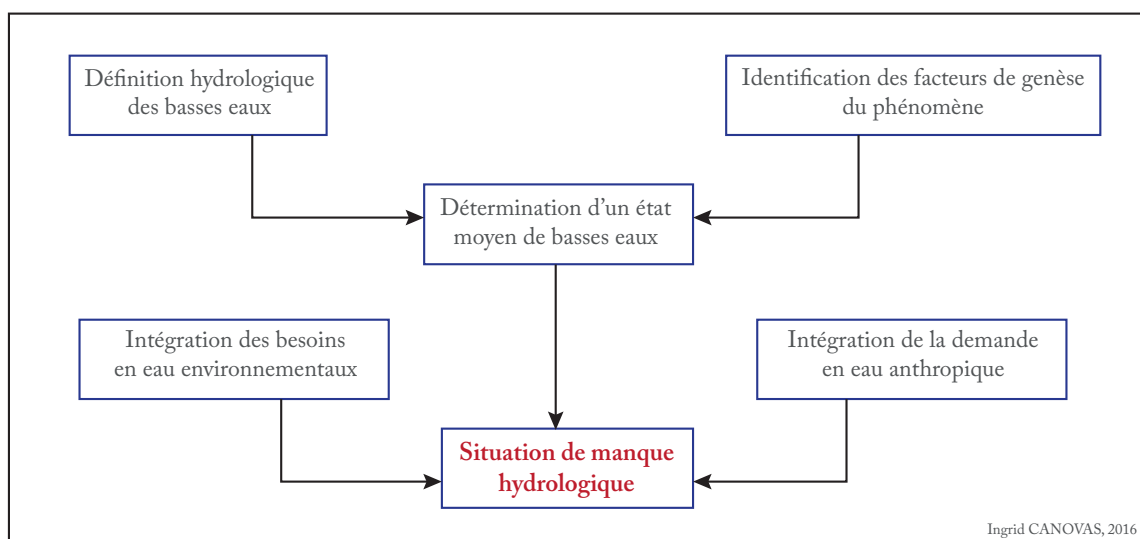 Définition hydrologique
des basses eaux
Identification des facteurs de genèse
du phénomène
Détermination d'un état
moyen de basses eaux
Intégration des besoins
en eau environnementaux
Intégration de la demande
en eau anthropique
Situation de manque
hydrologique
Ingrid CANOVAS, 2016